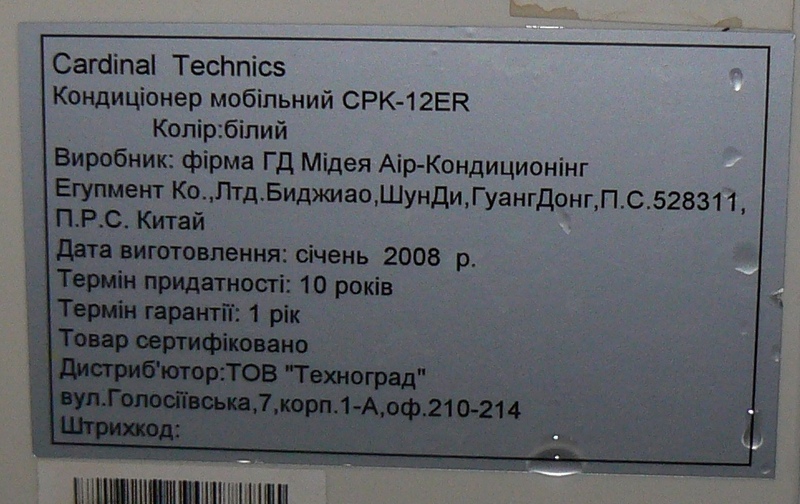 Cardinal Technics
Кондиціонер мобільний CPK-12ER
Колір:білий
Виробник: фірма ГД Мідея Аір-Кондиционінг
Егупмент Ко.,Лтд.Биджиао,ШунДи,ГуангДонг,П.С.528311,
П.Р.С. Китай
Дата виготовлення: січень 2008 р.
Термін придатності: 10 років
Термін гарантії: 1 рік
Товар сертифіковано
Дистриб'ютор:ТОВ "Техноград"
вул.Голосіївська,7,корп.1-А,оф.210-214
Штрихкод: